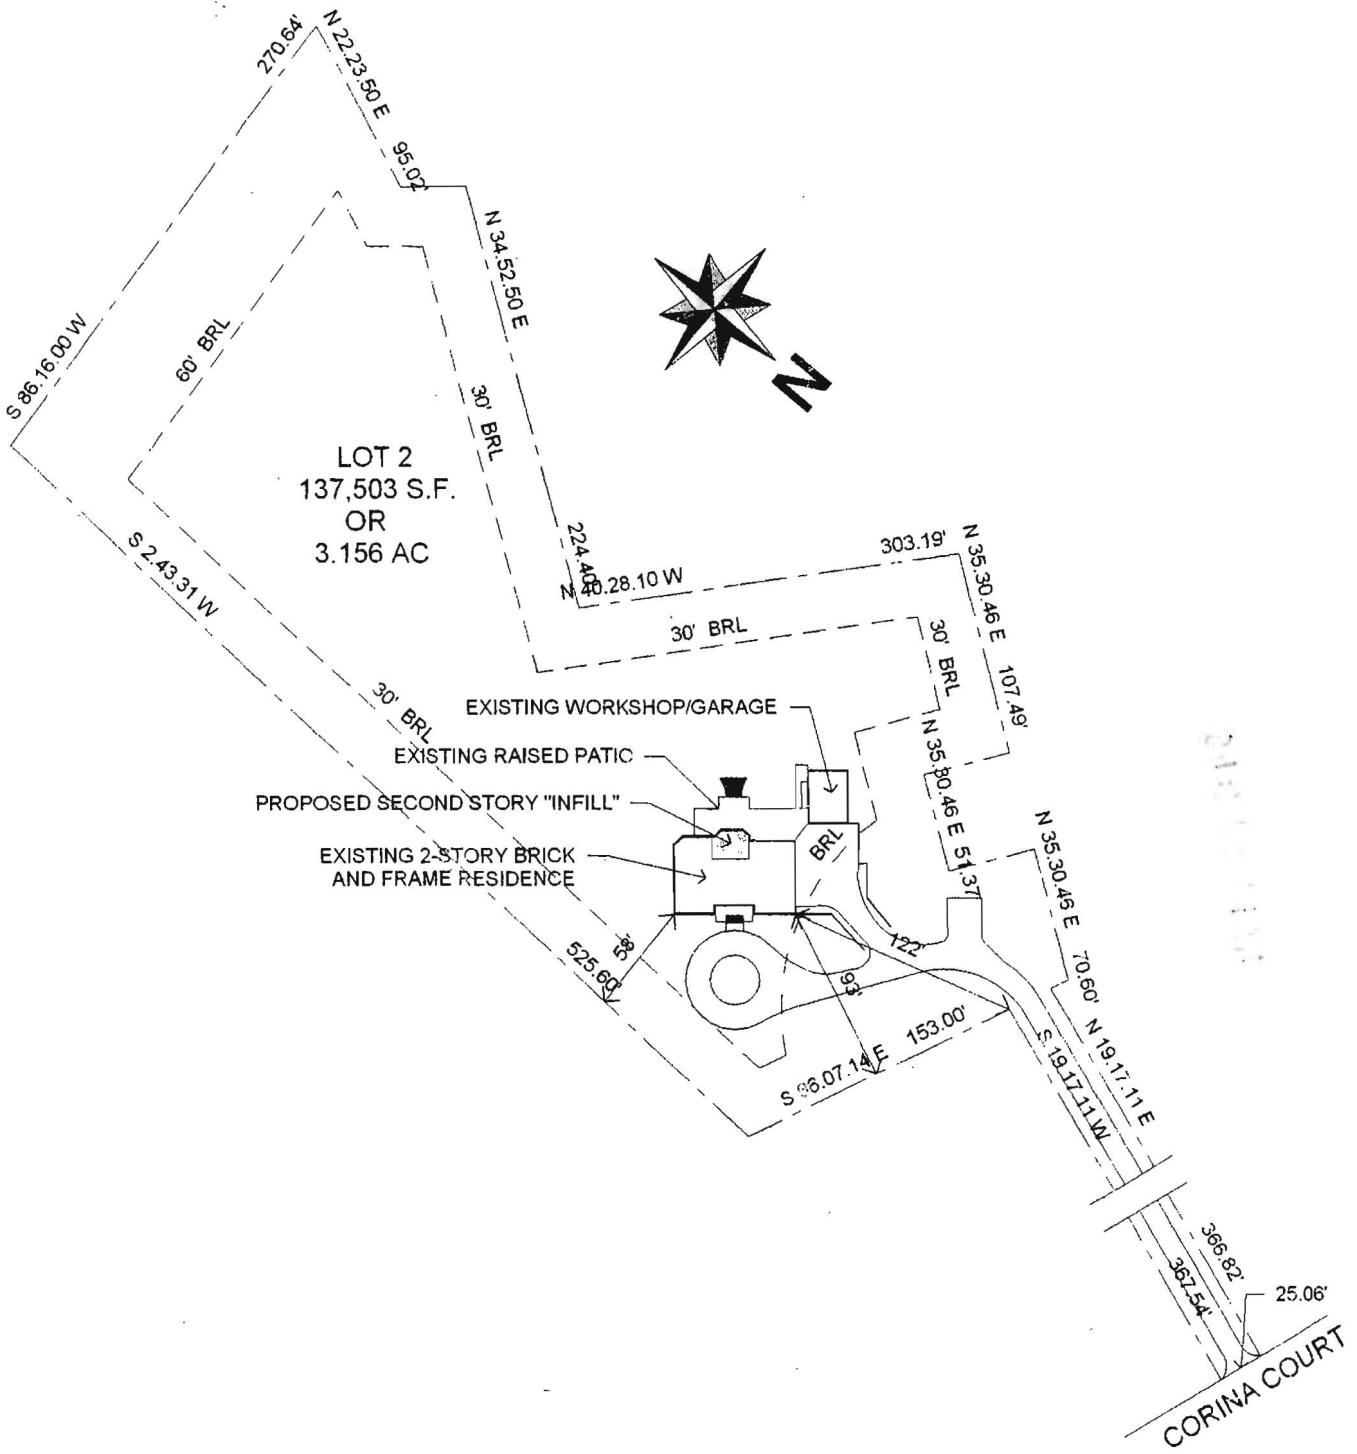 270.64'
N 22.23.50 E
95.02'
N 34.52.50 E
S 86.16.00 W
60' BRL
30' BRL
N
LOT 2
137,503 S.F.
OR
3.156 AC
S 2.43.31 W
224.40'
N 40.28.10 W
303.19'
N 35.30.46 E
107.49'
30' BRL
30' BRL
30' BRL
EXISTING WORKSHOP/GARAGE
EXISTING RAISED PATIO
PROPOSED SECOND STORY "INFILL"
EXISTING 2-STORY BRICK
AND FRAME RESIDENCE
BRL
N 35.30.46 E 51.37
N 35.30.46 E 70.60'
525.60'
58'
122'
93'
153.00'
N 19.17.11 E
S 19.17.11 W
366.82'
367.54'
25.06'
CORINA COURT